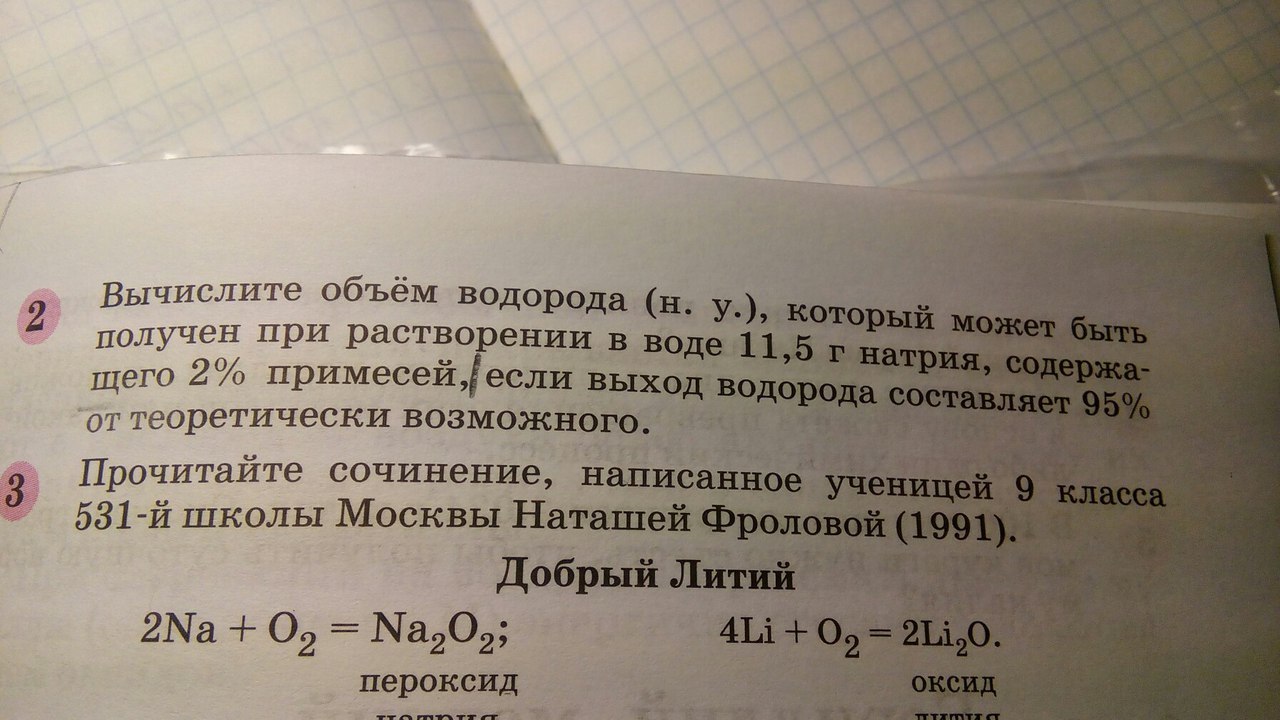 2 Вычислите объём водорода (н. у.), который может быть
получен при растворении в воде 11,5 г натрия, содержа-
щего 2% примесей, если выход водорода составляет 95%
от теоретически возможного.
3 Прочитайте сочинение, написанное ученицей 9 класса
531-й школы Москвы Наташей Фроловой (1991).
Добрый Литий
2Na + O₂ = Na₂O₂; 4Li + O₂ = 2Li₂O.
пероксид оксид
натрия лития